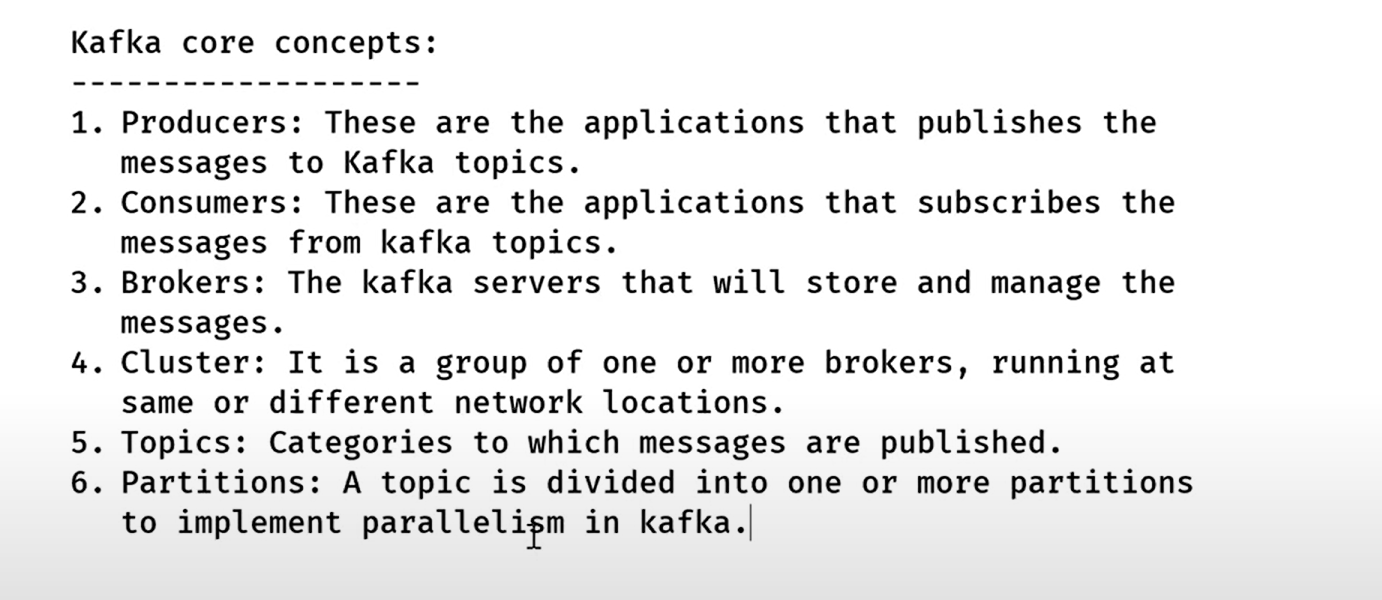 Kafka core concepts:
-------------------
1. Producers: These are the applications that publishes the
messages to Kafka topics.
2. Consumers: These are the applications that subscribes the
messages from kafka topics.
3. Brokers: The kafka servers that will store and manage the
messages.
4. Cluster: It is a group of one or more brokers, running at
same or different network locations.
5. Topics: Categories to which messages are published.
6. Partitions: A topic is divided into one or more partitions
to implement parallelism in kafka.